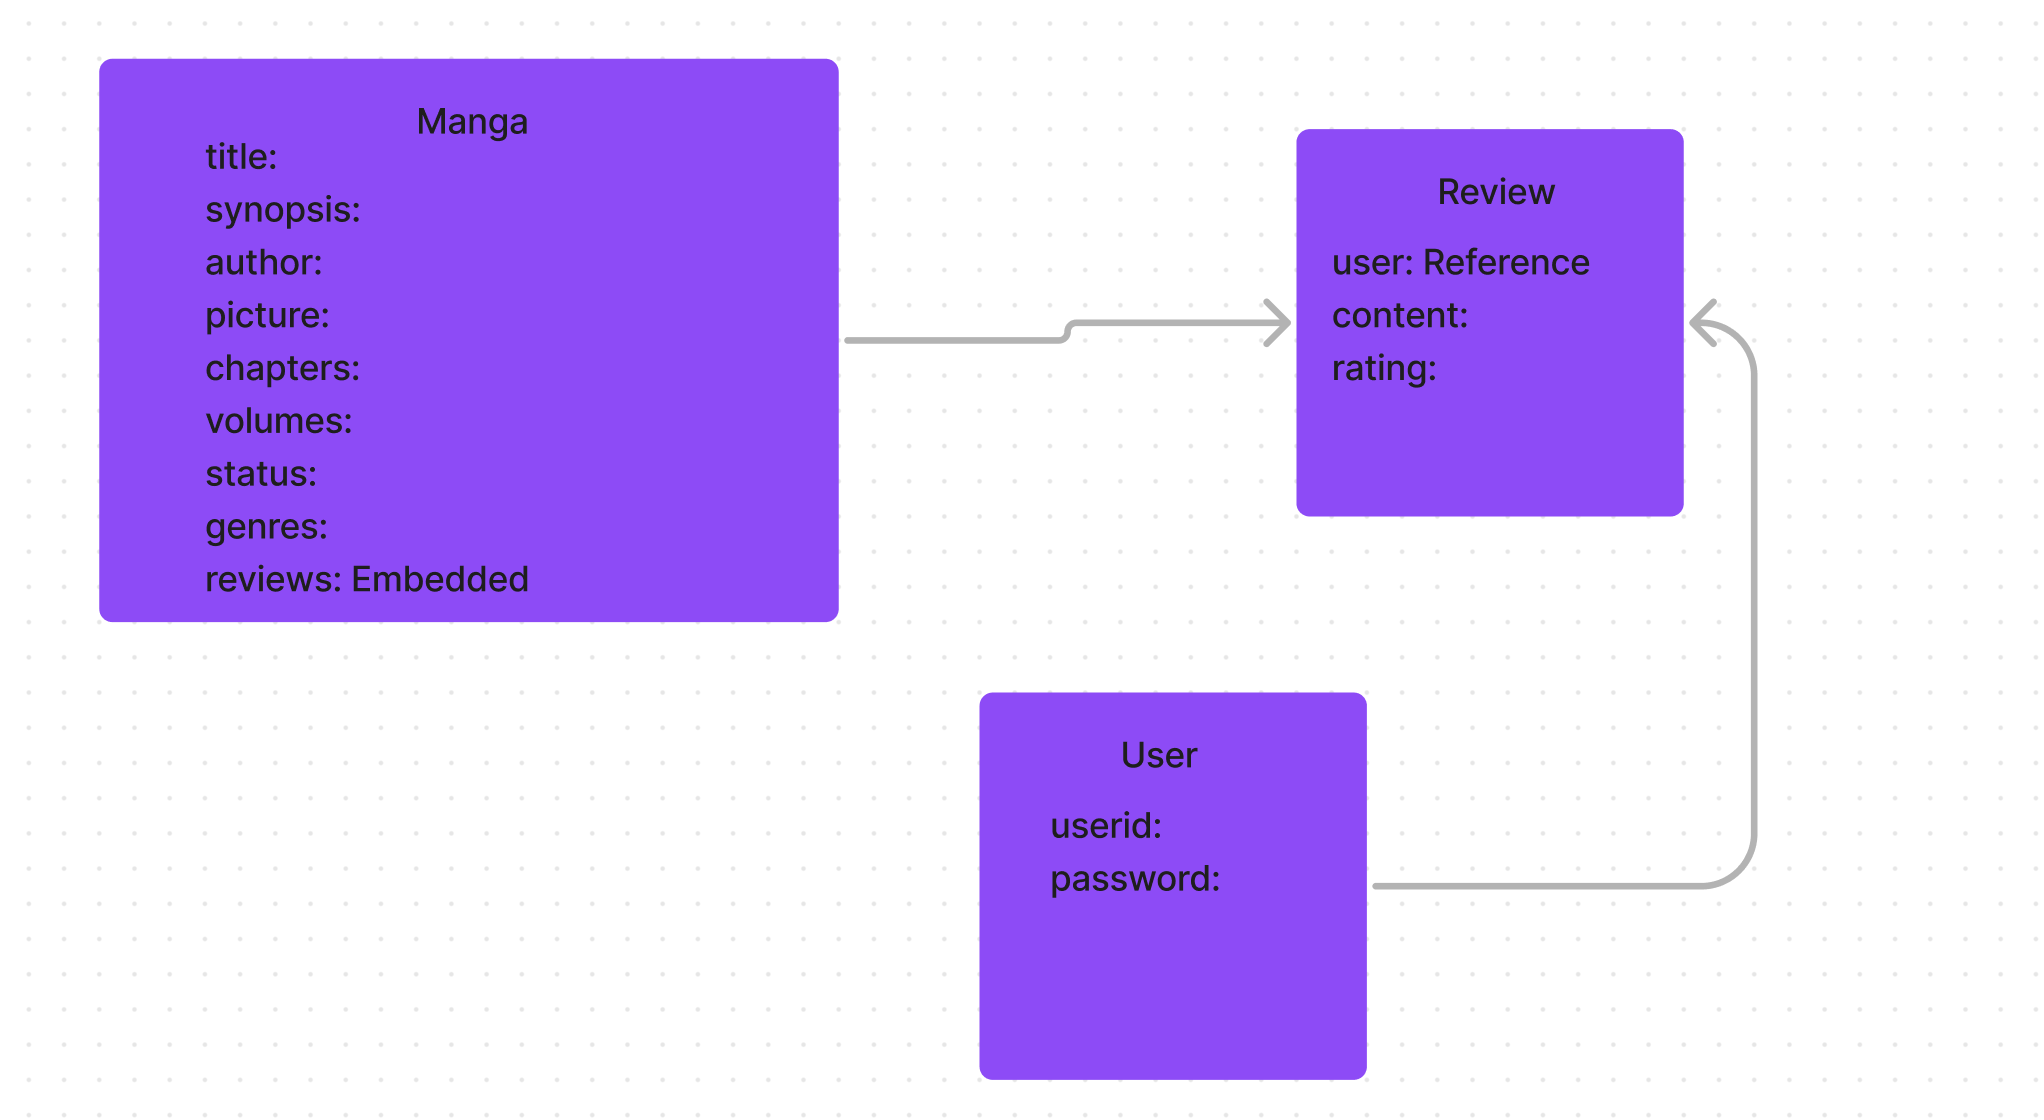 Manga
title:
synopsis:
author:
picture:
chapters:
volumes:
status:
genres:
reviews: Embedded
Review
user: Reference
content:
rating:
User
userid:
password: